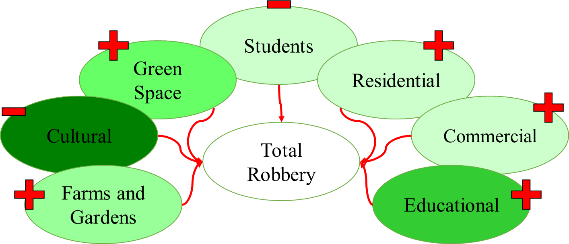 Students
Green
Space
Residential
Cultural
Commercial
Total
Robbery
Farms and
Gardens
Educational